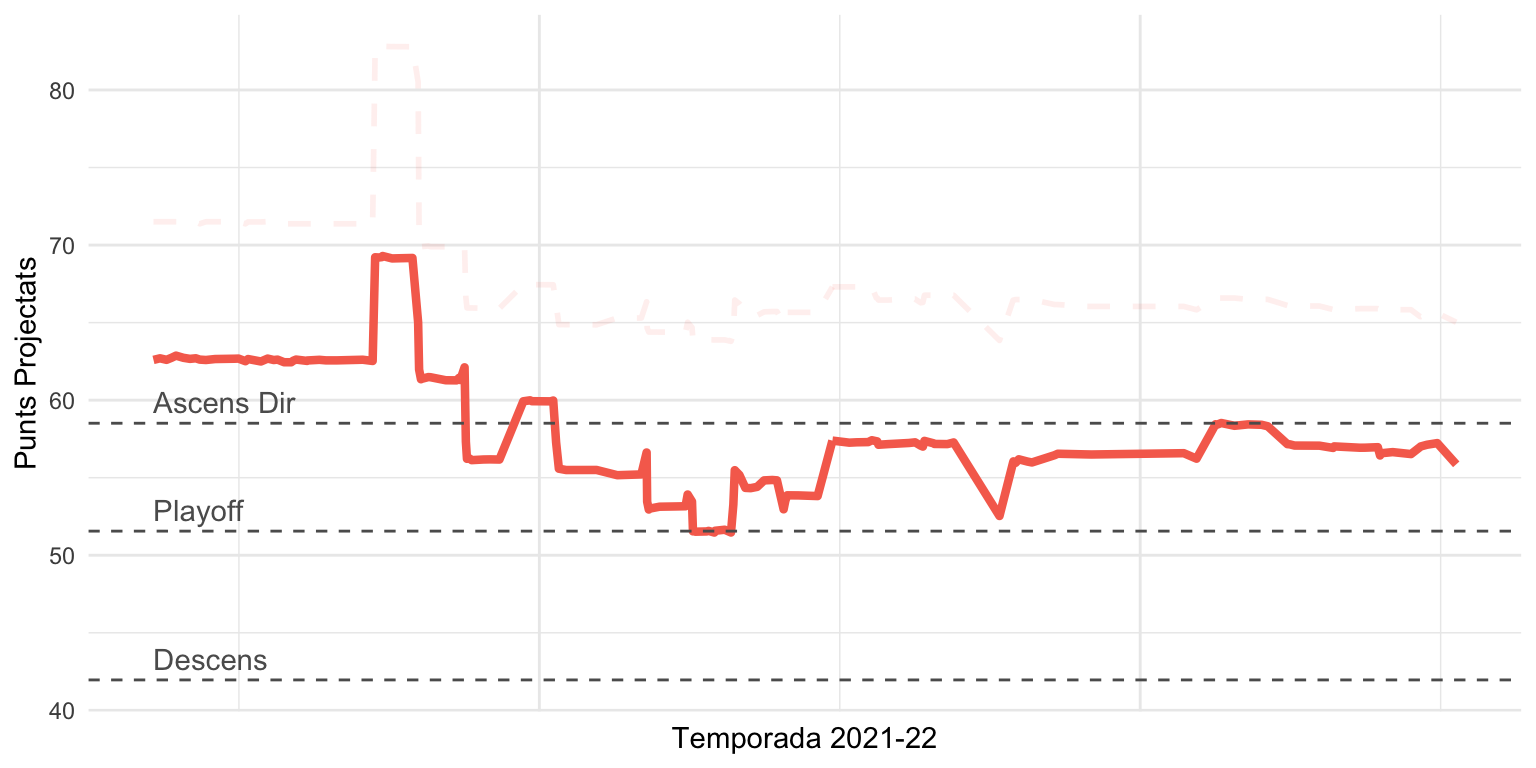 80
70
60
50
40
Punts Projectats
Ascens Dir
Playoff
Descens
Temporada 2021-22